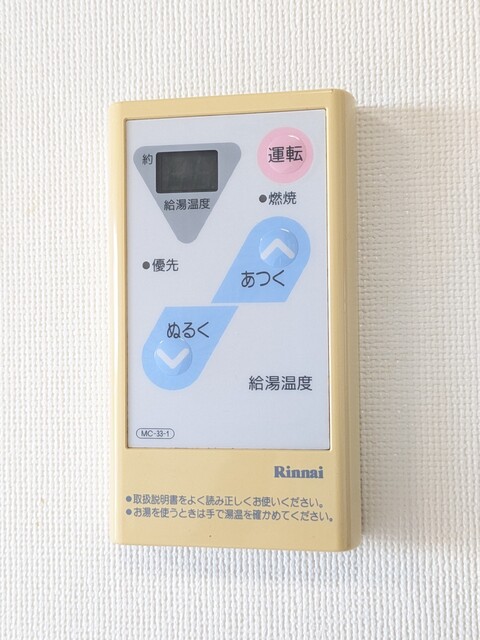 約
運転
給湯温度
●燃焼
●優先
あつく
ぬるく
給湯温度
MC-33-1
Rinnai
●取扱説明書をよく読み正しくお使いください。
●お湯を使うときは手で湯温を確かめてください。